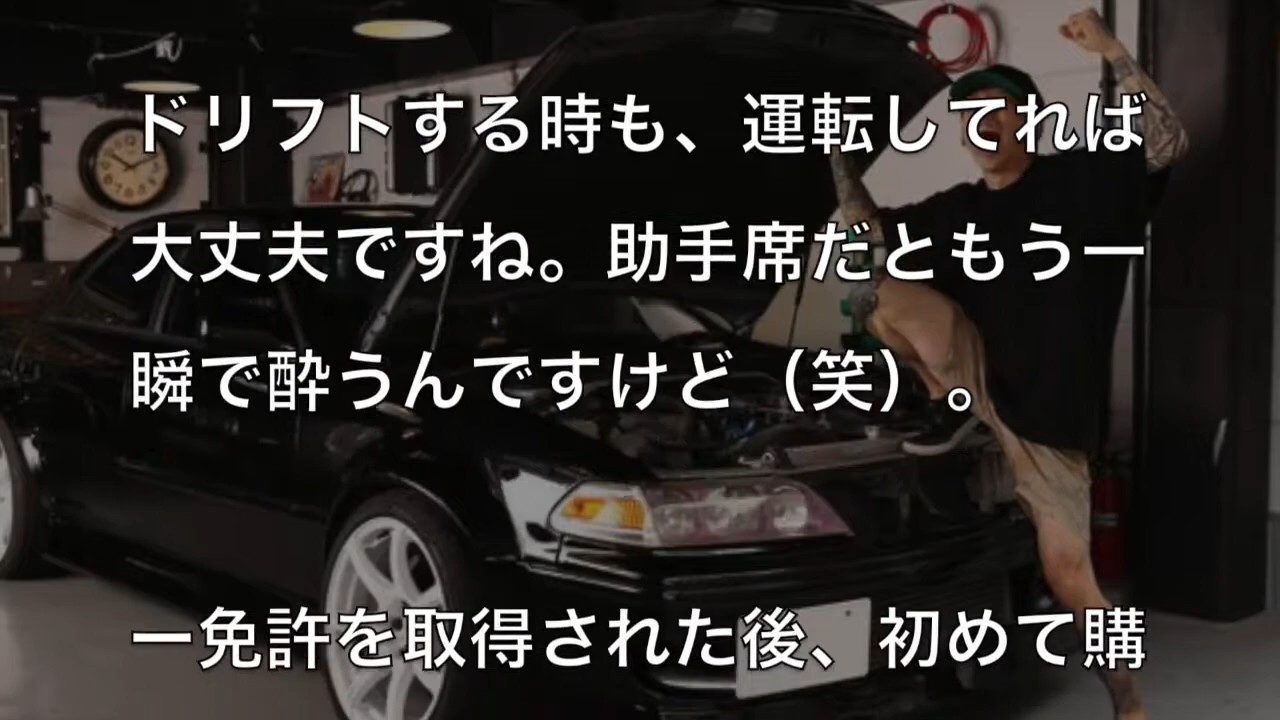 ドリフトする時も、運転してれば
大丈夫ですね。助手席だともう一
瞬で酔うんですけど（笑）。
ー免許を取得された後、初めて購